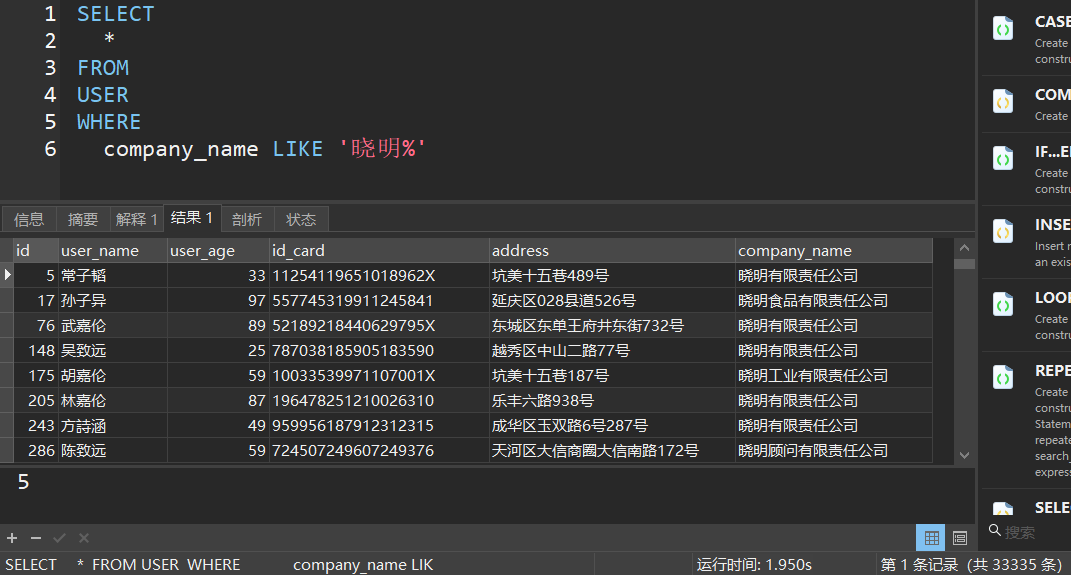 1 SELECT
2 *
3 FROM
4 USER
5 WHERE
6 company_name LIKE '晓明%'
信息 摘要 解释 1 结果 1 剖析 状态
id user_name user_age id_card address company_name
5 常子韬 33 11254119651018962X 坑美十五巷489号 晓明有限责任公司
17 孙子异 97 557745319911245841 延庆区028县道526号 晓明食品有限责任公司
76 武嘉伦 89 52189218440629795X 东城区东单王府井东街732号 晓明有限责任公司
148 吴致远 25 787038185905183590 越秀区中山二路77号 晓明有限责任公司
175 胡嘉伦 59 10033539971107001X 坑美十五巷187号 晓明工业有限责任公司
205 林嘉伦 87 196478251210026310 乐丰六路938号 晓明有限责任公司
243 方詩涵 49 959956187912312315 成华区玉双路6号287号 晓明有限责任公司
286 陈致远 59 724507249607249376 天河区大信商圈大信南路172号 晓明顾问有限责任公司
5
SELECT * FROM USER WHERE company_name LIK
运行时间: 1.950s
第 1 条记录 (共 33335 条)
CASE
Create
constru
COM
Create
IF...E
Create
constru
INSE
Insert r
an exis
LOOP
Create
constru
REPE
Create
constru
Statem
repeate
search_
expres
SELE
搜索